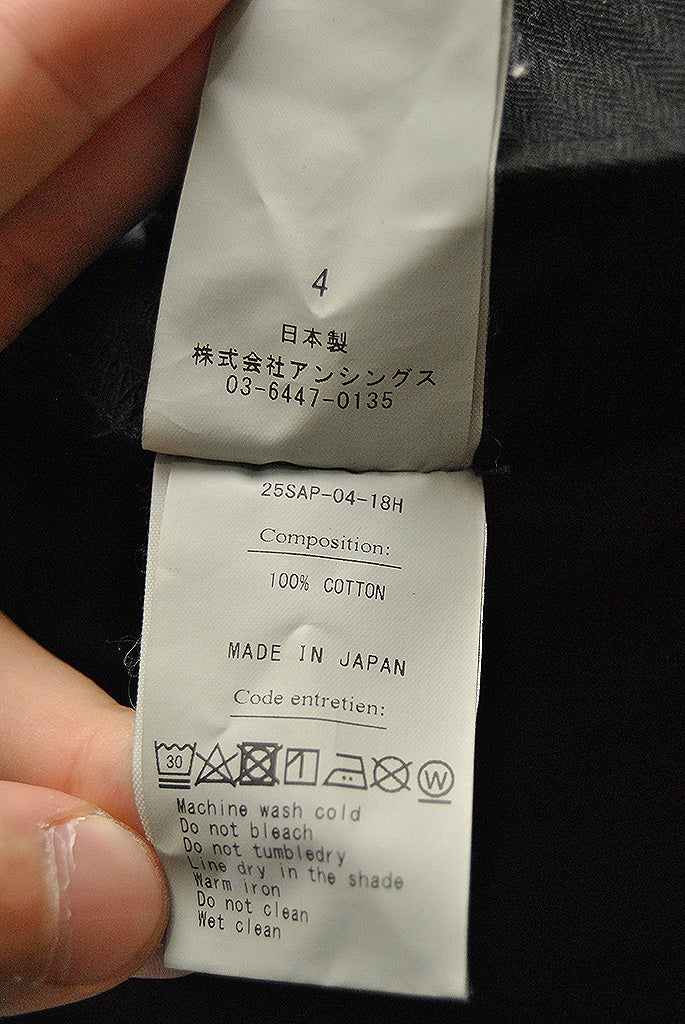 4
日本製
株式会社アンシングス
03-6447-0135
25SAP-04-18H
Composition:
100% COTTON
MADE IN JAPAN
Code entretien:
30 W
Machine wash cold
Do not bleach
Do not tumbledry
Line dry in the shade
Warm iron
Do not clean
Wet clean